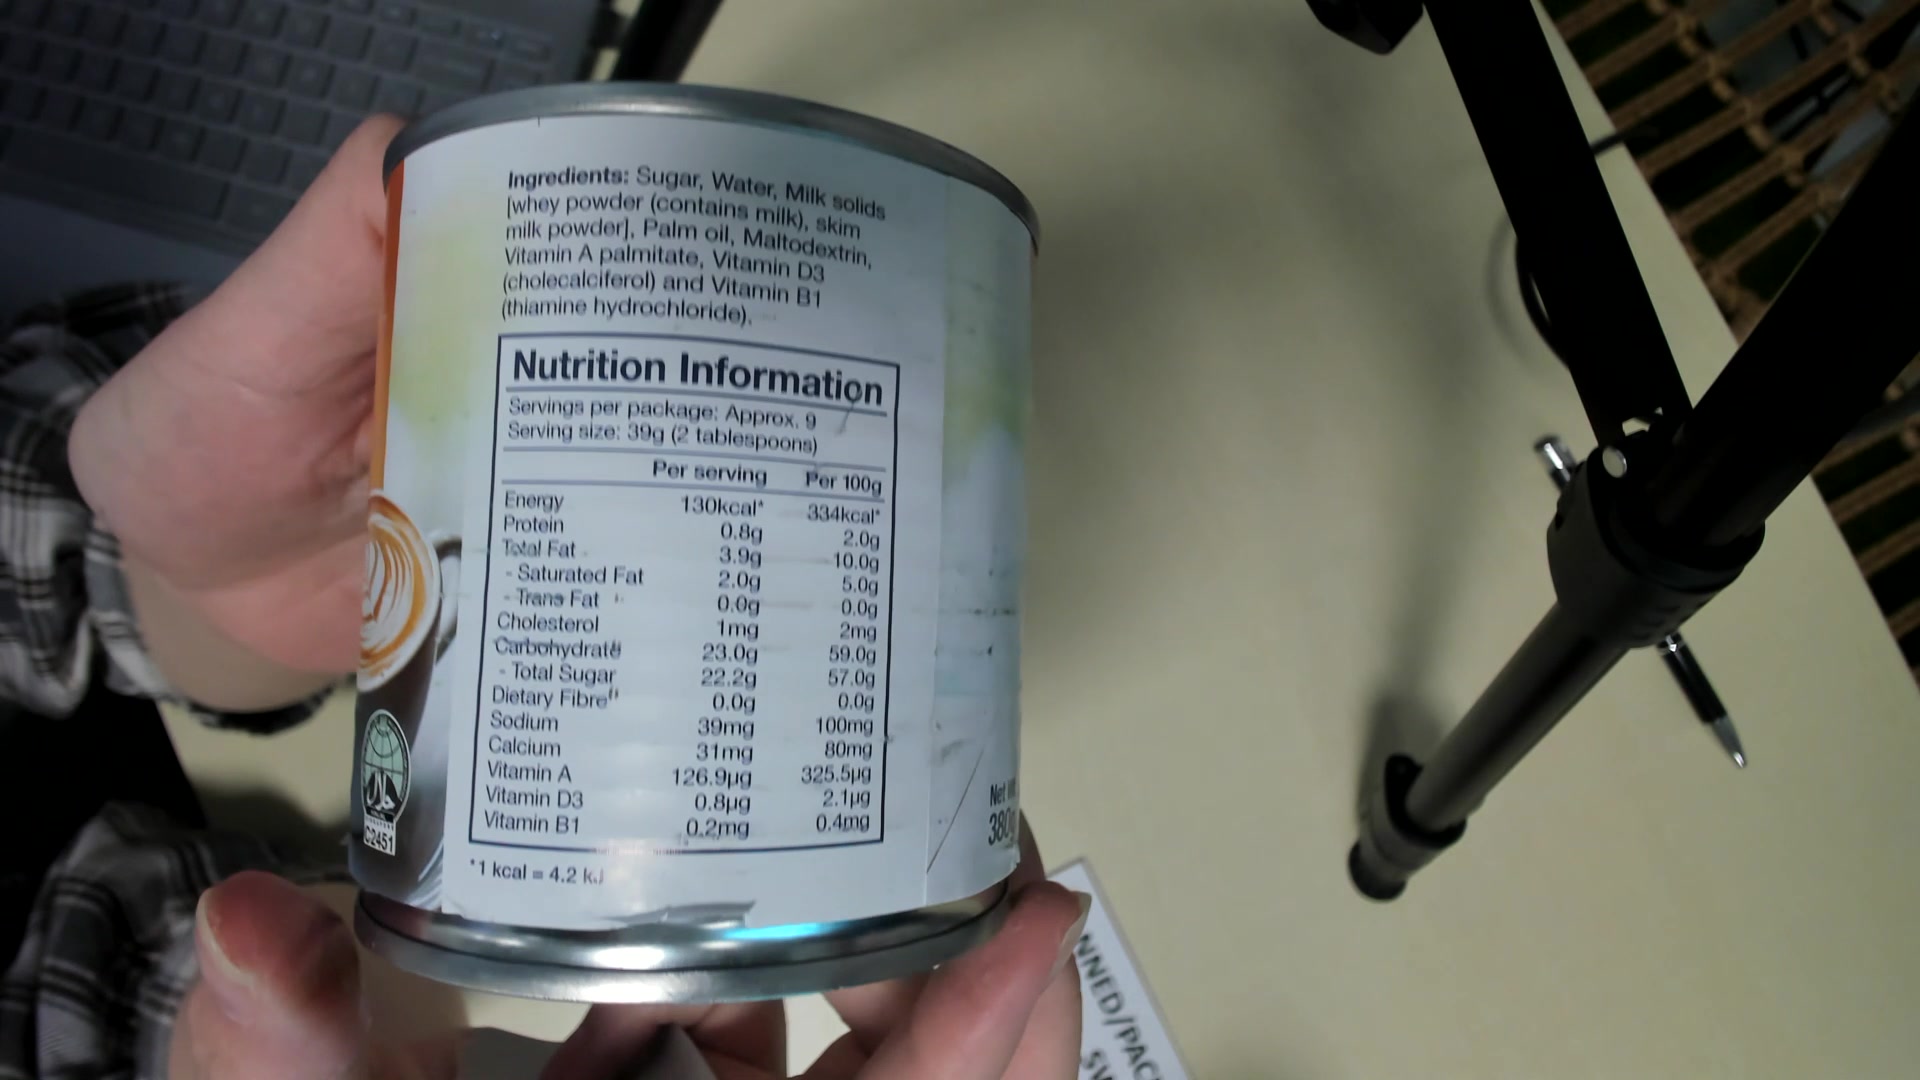 Ingredients: Sugar, Water, Milk solids
[whey powder (contains milk), skim
milk powder], Palm oil, Maltodextrin,
Vitamin A palmitate, Vitamin D3
(cholecalciferol) and Vitamin B1
(thiamine hydrochloride).
Nutrition Information
Servings per package: Approx. 9
Serving size: 39g (2 tablespoons)
Per serving Per 100g
Energy 130kcal* 334kcal*
Protein 0.8g 2.0g
Total Fat 3.9g 10.0g
- Saturated Fat 2.0g 5.0g
- Trans Fat 0.0g 0.0g
Cholesterol 1mg 2mg
Carbohydrate 23.0g 59.0g
- Total Sugar 22.2g 57.0g
Dietary Fibre 0.0g 0.0g
Sodium 39mg 100mg
Calcium 31mg 80mg
Vitamin A 126.9µg 325.5µg
Vitamin D3 0.8µg 2.1µg
Vitamin B1 0.2mg 0.4mg
*1 kcal = 4.2 kJ
C2451
Net
380g